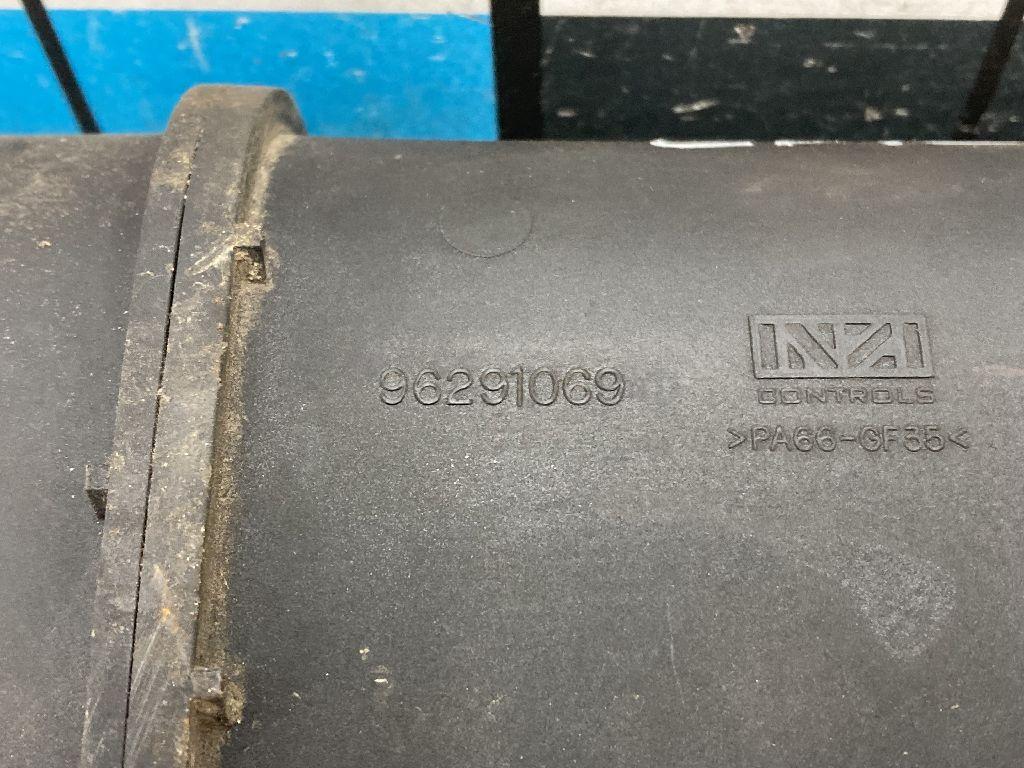 96291069
INZI
CONTROLS
>PA66-GF35<